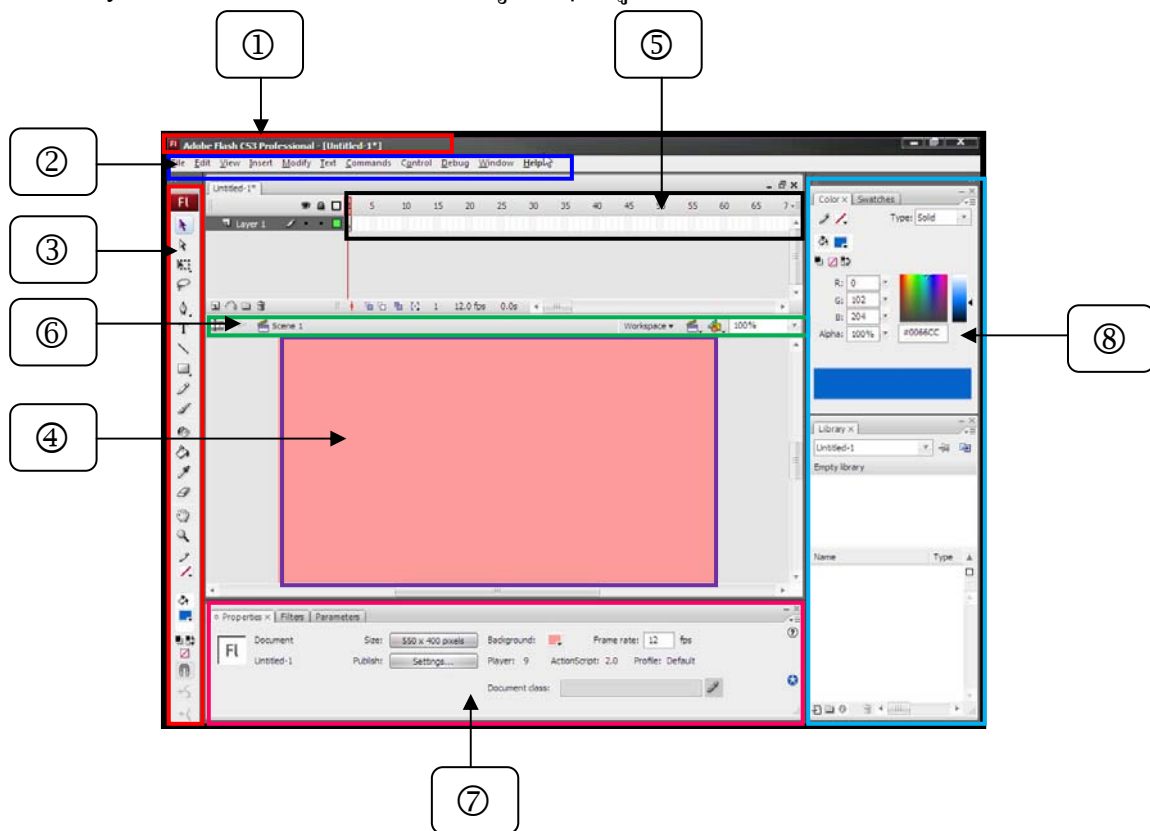 ① ⑤
②
③
⑥
④
⑧
⑦
Adobe Flash CS3 Professional - [Untitled-1*]
File Edit View Insert Modify Text Commands Control Debug Window Help
Untitled-1*
5 10 15 20 25 30 35 40 45 50 55 60 65 7
Layer 1
1 12.0 fps 0.0s
Scene 1 Workspace 100%
Fl
T
Properties × Filters Parameters
Fl
Document Size: 550 x 400 pixels Background: Frame rate: 12 fps
Untitled-1 Publish: Settings... Player: 9 ActionScript: 2.0 Profile: Default
Document class:
Color × Swatches
Type: Solid
R: 0
G: 102
B: 204
Alpha: 100% #0066CC
Library ×
Untitled-1
Empty library
Name Type